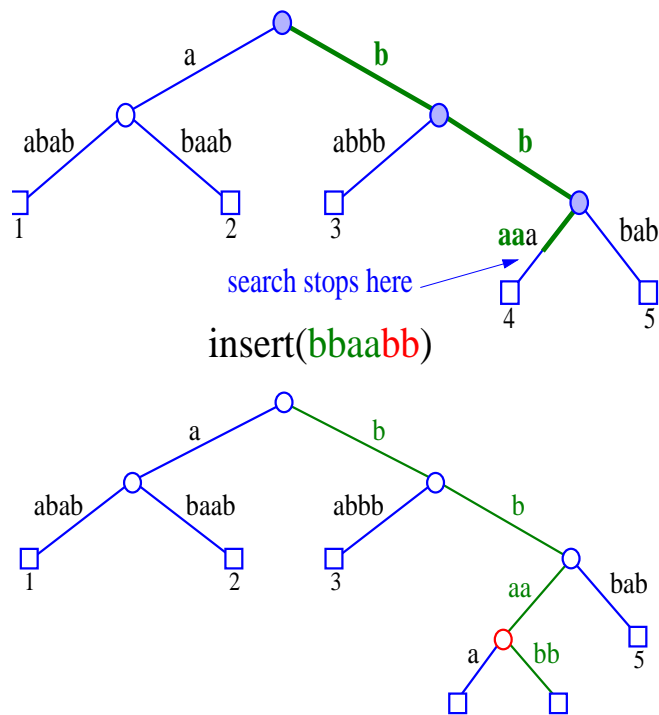 a b
abab baab abbb b
1 2 3 aaa bab
search stops here
4 5
insert(bbaabb)
a b
abab baab abbb b
1 2 3 aa bab
a bb 5